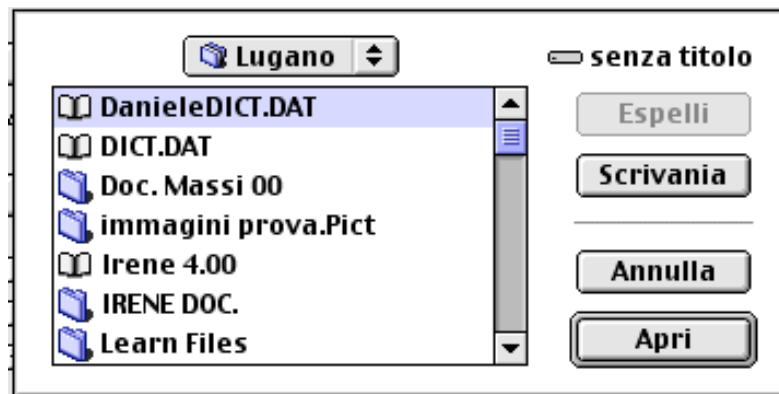 Lugano
senza titolo
DanieleDICT.DAT
DICT.DAT
Doc. Massi 00
immagini prova.Pict
Irene 4.00
IRENE DOC.
Learn Files
Espelli
Scrivania
Annulla
Apri